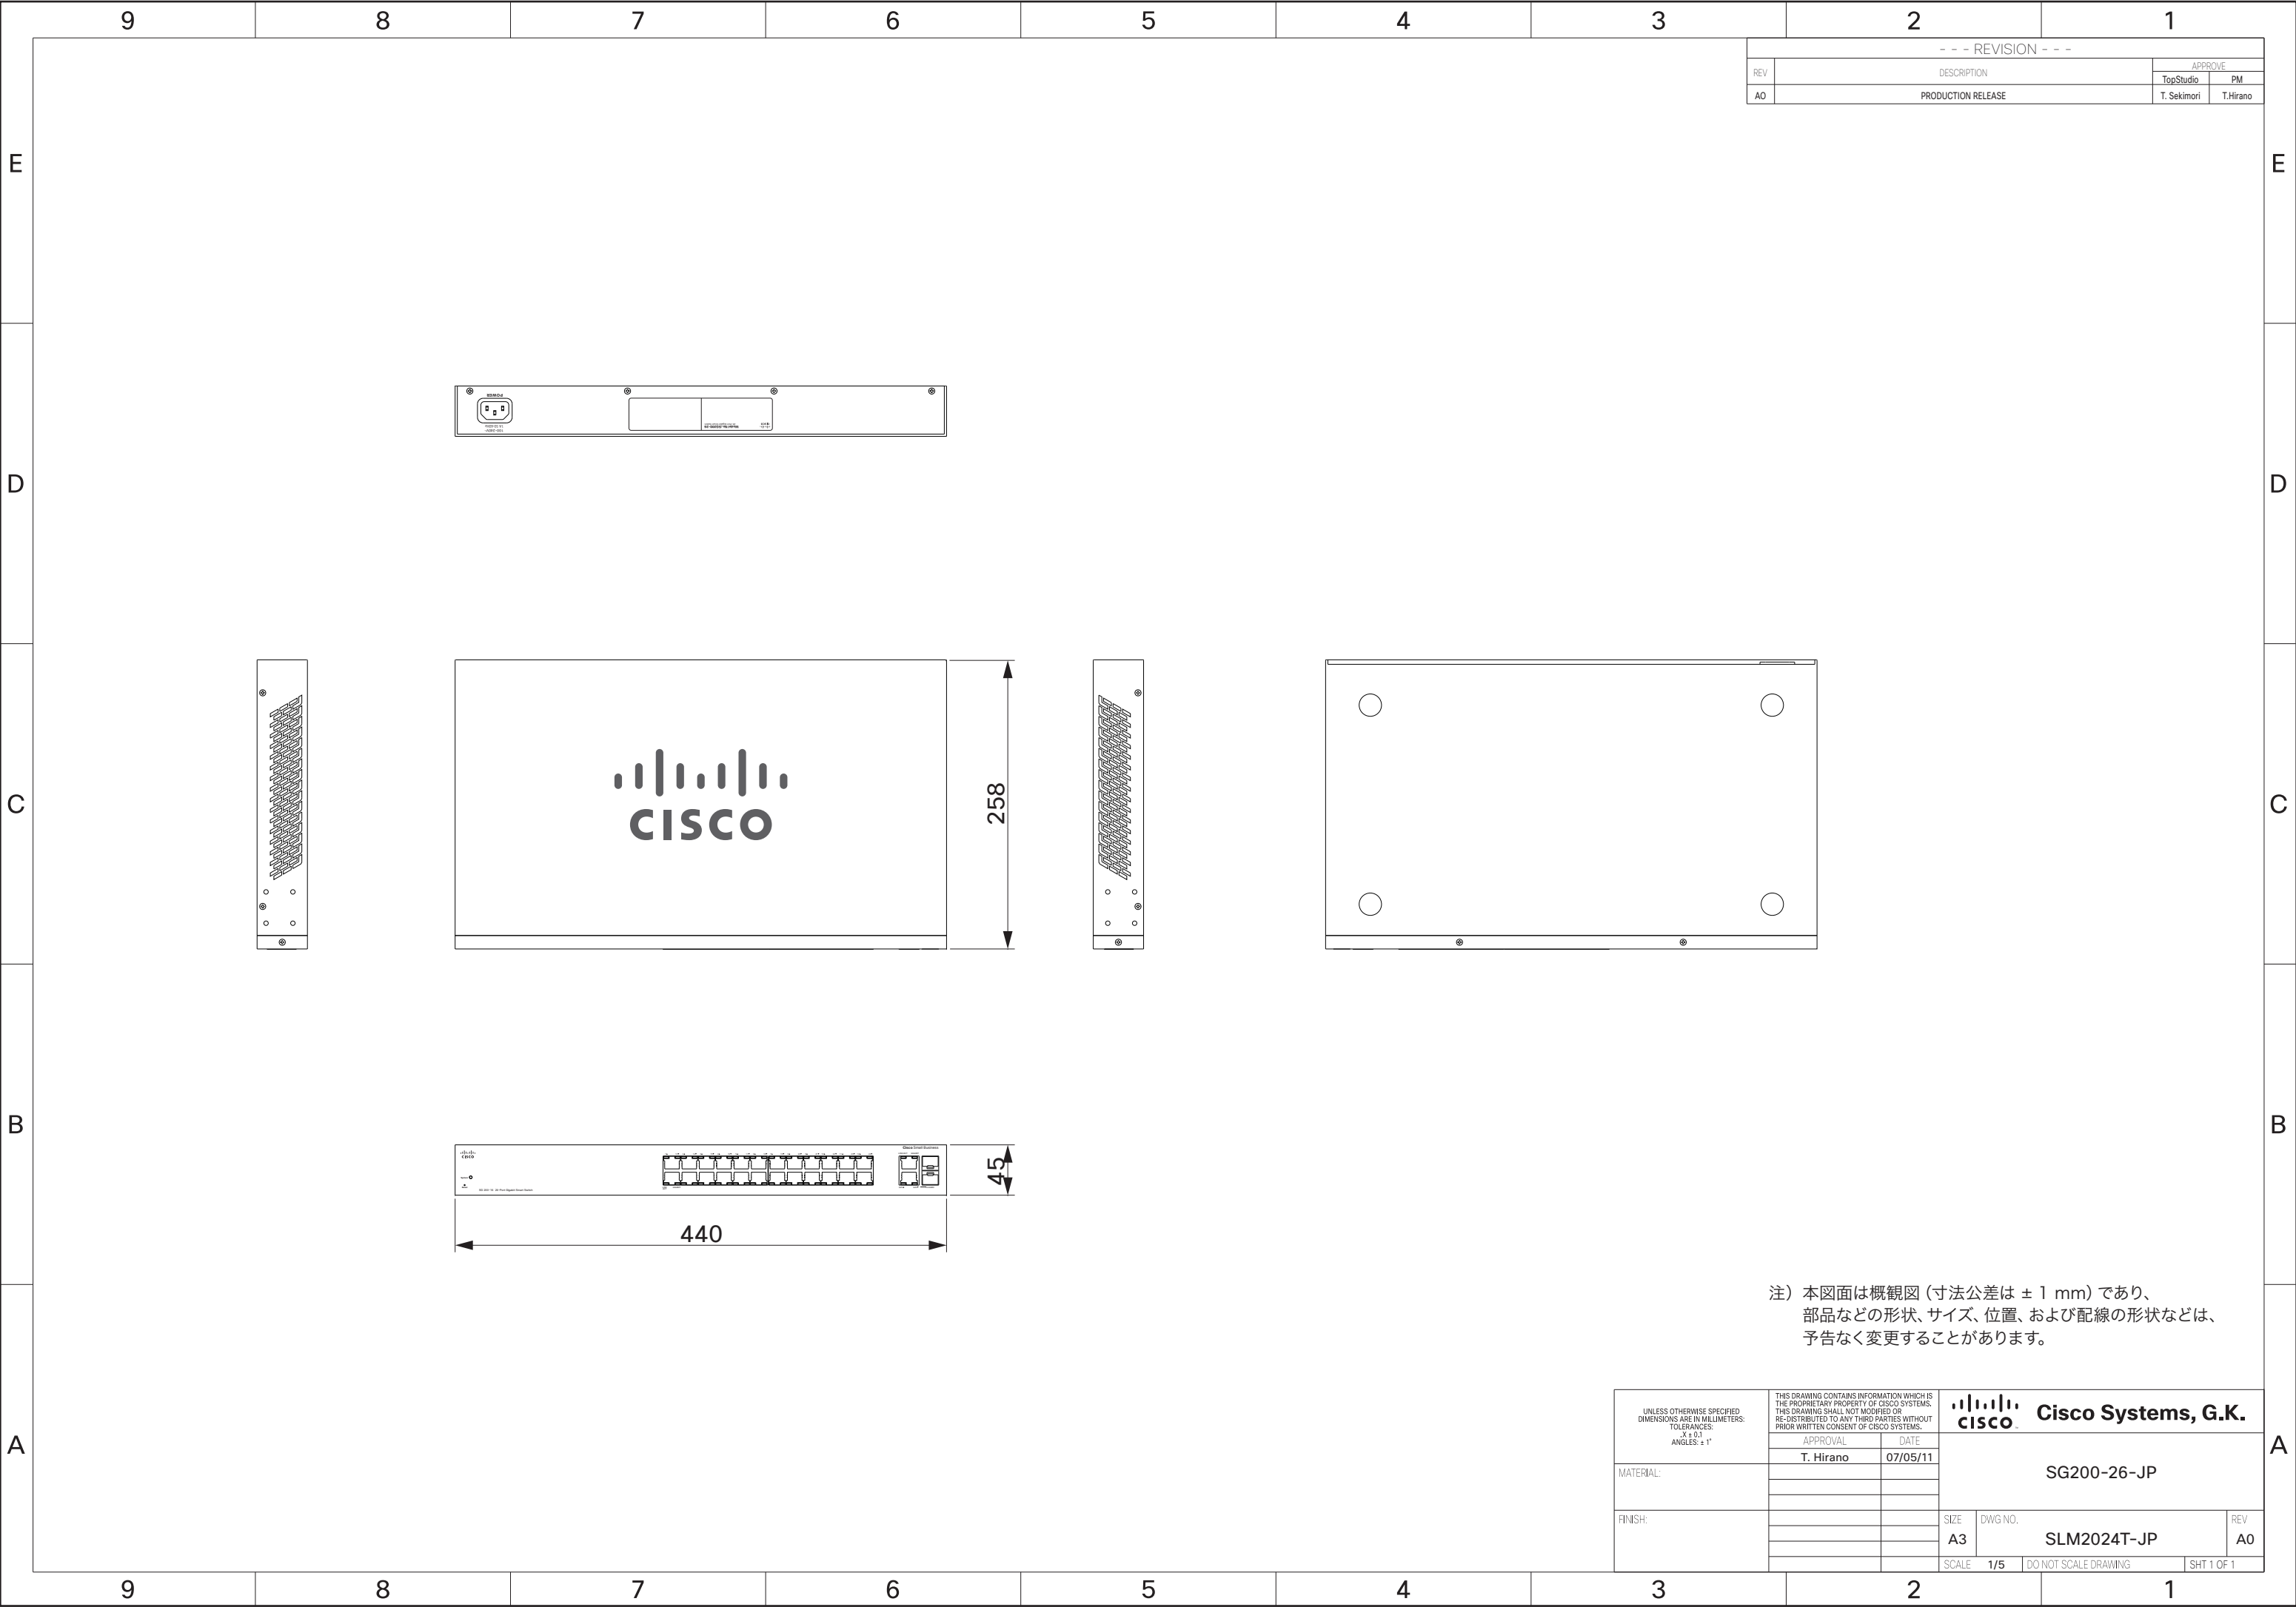 9 8 7 6 5 4 3 2 1
- - - REVISION - - -
REV DESCRIPTION APPROVE
TopStudio PM
A0 PRODUCTION RELEASE T. Sekimori T.Hirano
E E
POWER
D D
258
CISCO
C C
B B
CISCO
45
440
注）本図面は概観図（寸法公差は ± 1 mm）であり、
部品などの形状、サイズ、位置、および配線の形状などは、
予告なく変更することがあります。
UNLESS OTHERWISE SPECIFIED
DIMENSIONS ARE IN MILLIMETERS:
TOLERANCES:
.X ± 0.1
ANGLES: ± 1°
THIS DRAWING CONTAINS INFORMATION WHICH IS
THE PROPRIETARY PROPERTY OF CISCO SYSTEMS.
THIS DRAWING SHALL NOT MODIFIED OR
RE-DISTRIBUTED TO ANY THIRD PARTIES WITHOUT
PRIOR WRITTEN CONSENT OF CISCO SYSTEMS.
CISCO Cisco Systems, G.K.
A A
APPROVAL DATE
T. Hirano 07/05/11
MATERIAL:
SG200-26-JP
FINISH:
SIZE DWG NO. REV
A3 SLM2024T-JP A0
SCALE 1/5 DO NOT SCALE DRAWING SHT 1 OF 1
9 8 7 6 5 4 3 2 1